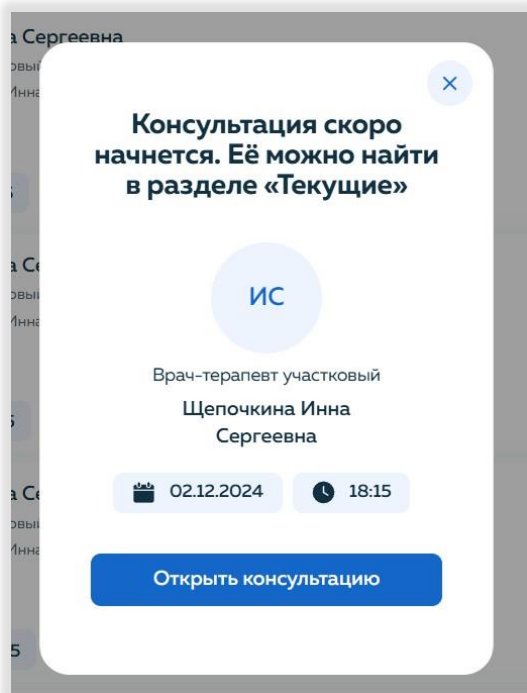 а Сергеевна
Консультация скоро
начнется. Её можно найти
в разделе «Текущие»
ИС
Врач-терапевт участковый
Щепочкина Инна
Сергеевна
02.12.2024 18:15
Открыть консультацию